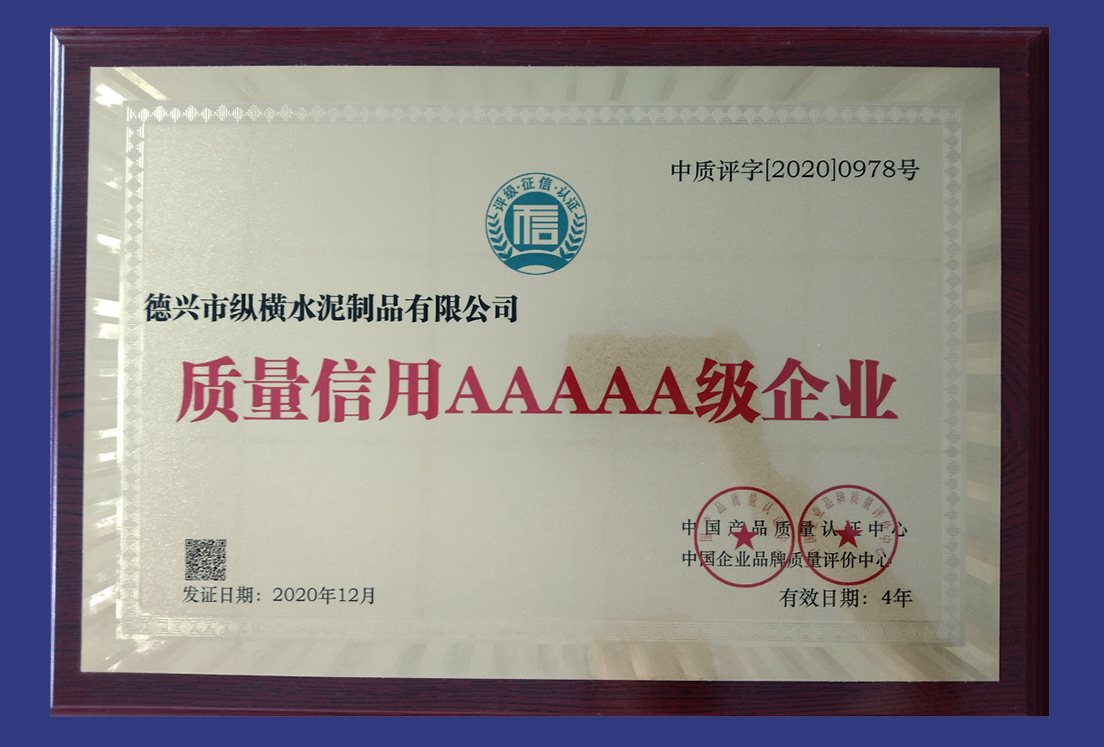 中质评字[2020]0978号
评级·征信·认证
信
德兴市纵横水泥制品有限公司
质量信用AAAAA级企业
中国产品质量认证中心
中国企业品牌质量评价中心
发证日期：2020年12月
有效日期：4年